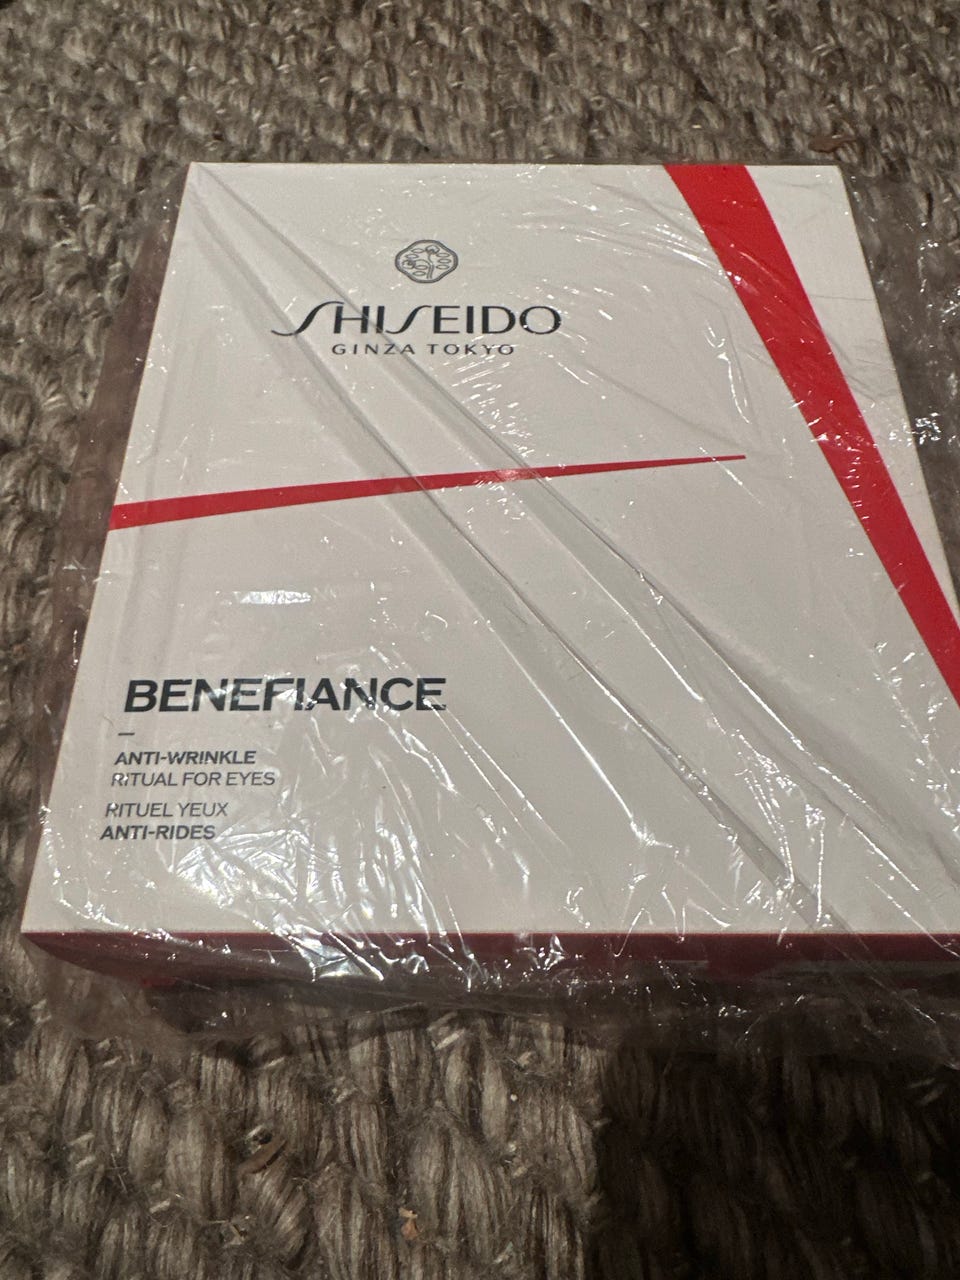 SHISEIDO
GINZA TOKYO
BENEFIANCE
ANTI-WRINKLE
RITUAL FOR EYES
RITUEL YEUX
ANTI-RIDES